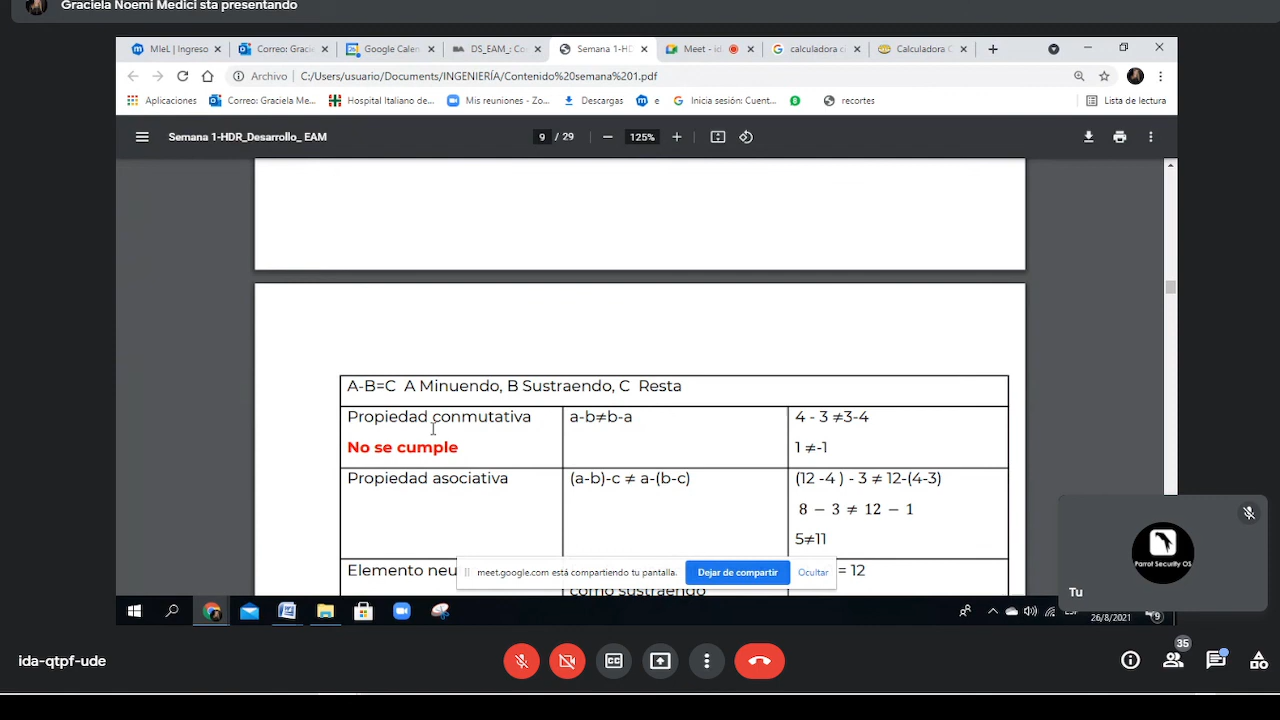 Graciela Noemi Medici sta presentando
MIeL | Ingreso
Correo: Graci
Google Calen
DS_EAM_: Co
Semana 1-HD
Meet - id
calculadora ci
Calculadora C
Archivo | C:/Users/usuario/Documents/INGENIERÍA/Contenido%20semana%201.pdf
Aplicaciones
Correo: Graciela Me...
Hospital Italiano de...
Mis reuniones - Zo...
Descargas
e
Inicia sesión: Cuent...
recortes
Lista de lectura
Semana 1-HDR_Desarrollo_ EAM
9 / 29
125%
A-B=C A Minuendo, B Sustraendo, C Resta
Propiedad conmutativa
No se cumple
a-b≠b-a
4 - 3 ≠3-4
1 ≠-1
Propiedad asociativa
(a-b)-c ≠ a-(b-c)
(12 -4 ) - 3 ≠ 12-(4-3)
8 − 3 ≠ 12 − 1
5≠11
Elemento neu
como sustraendo
= 12
meet.google.com está compartiendo tu pantalla.
Dejar de compartir
Ocultar
Parrot Security OS
Tu
26/8/2021
9
ida-qtpf-ude
CC
35